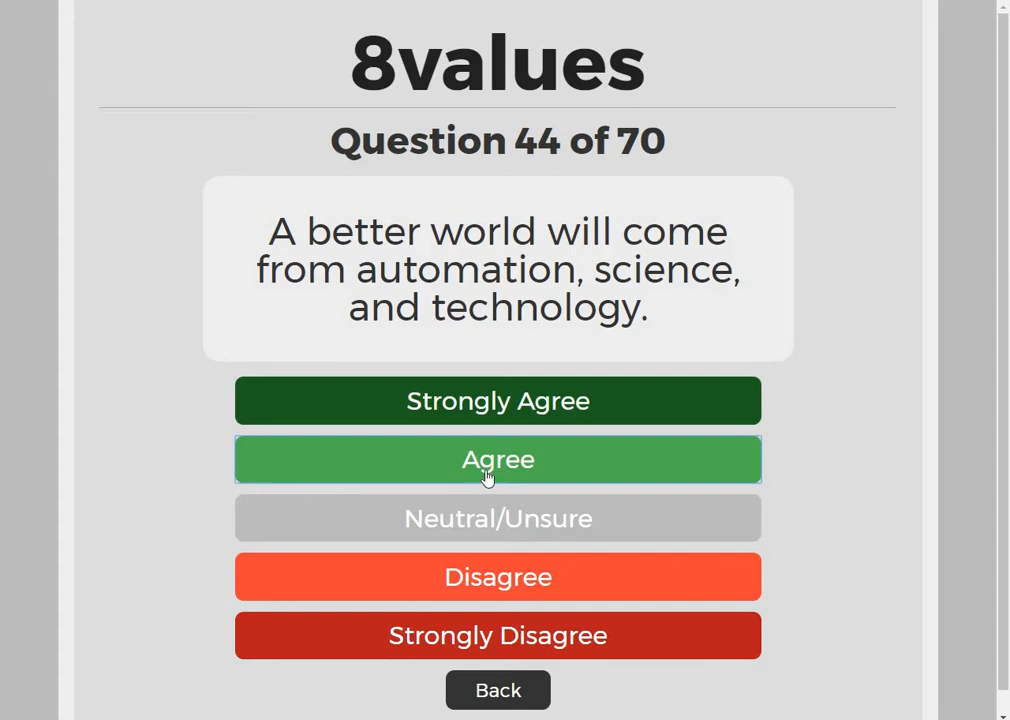 8values
Question 44 of 70
A better world will come
from automation, science,
and technology.
Strongly Agree
Agree
Neutral/Unsure
Disagree
Strongly Disagree
Back